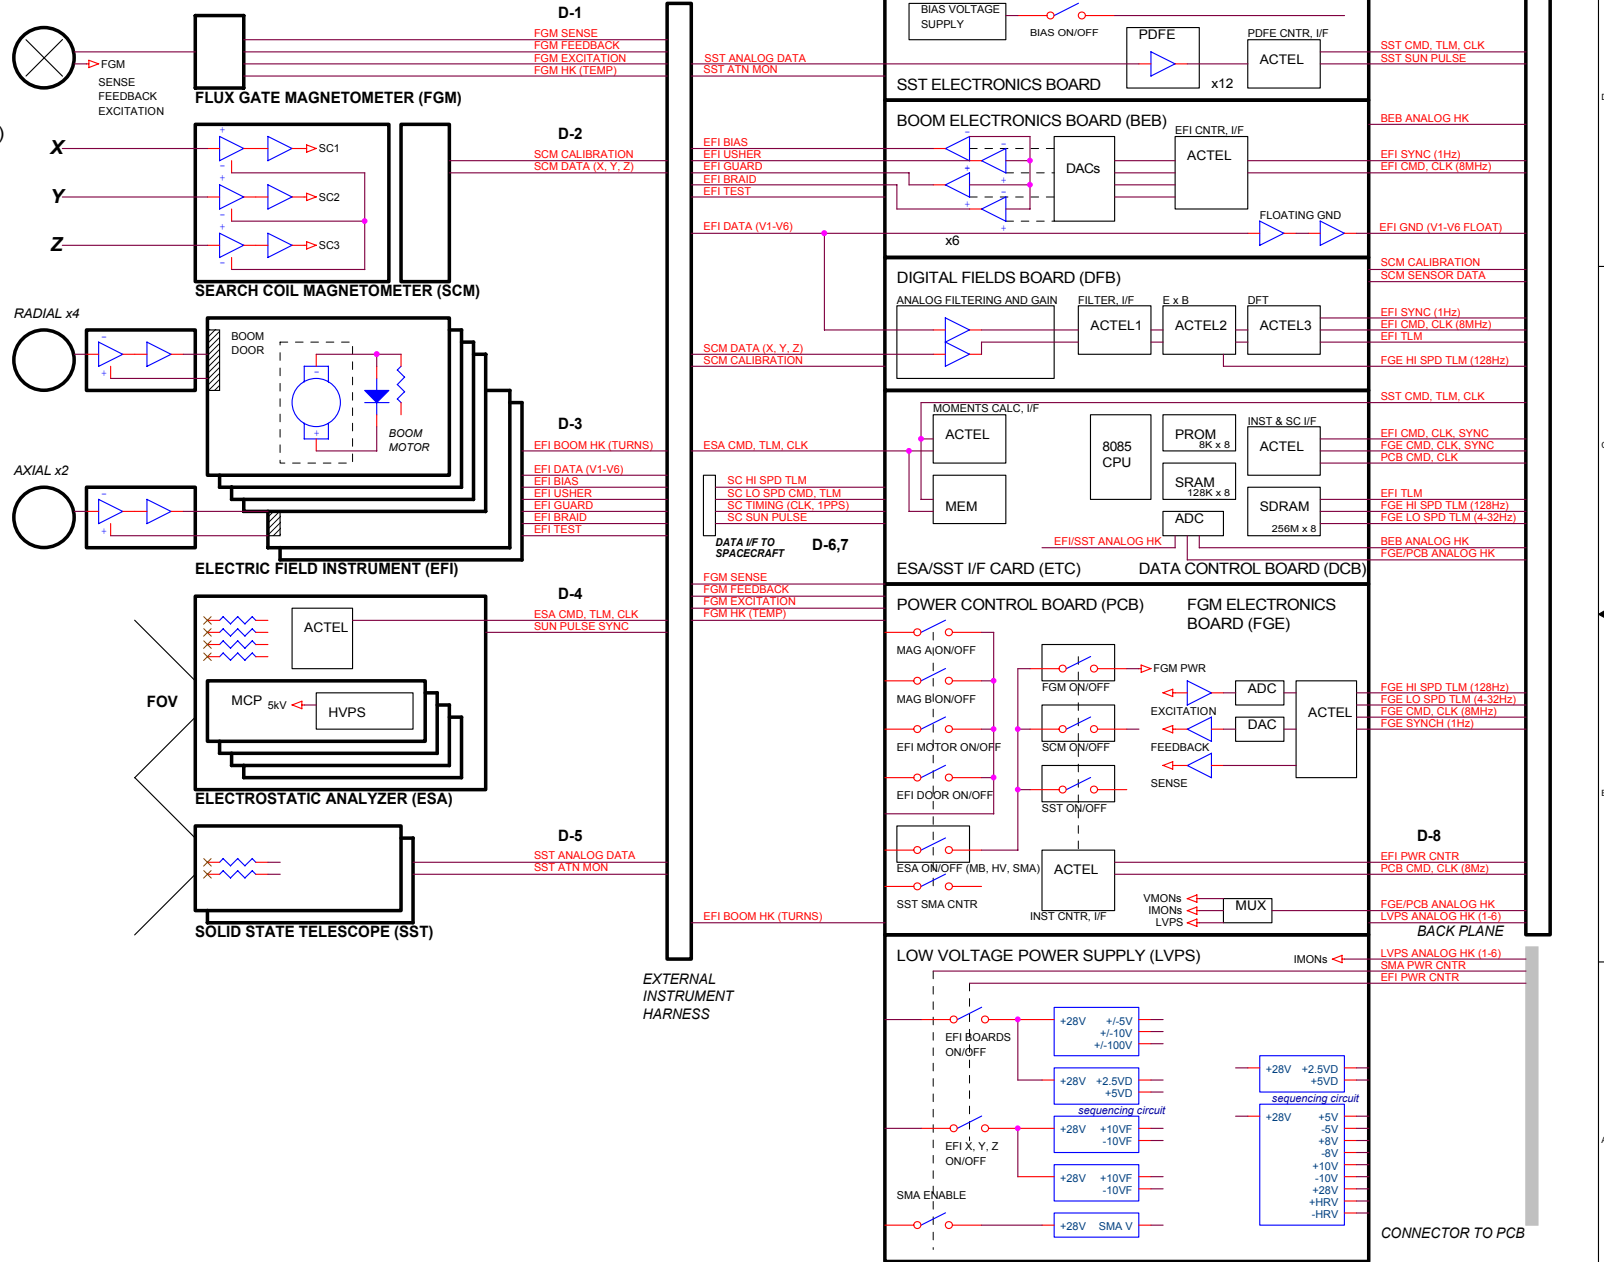 D-1
FGM SENSE
FGM FEEDBACK
FGM EXCITATION
FGM HK (TEMP)
FGM
SENSE
FEEDBACK
EXCITATION
FLUX GATE MAGNETOMETER (FGM)
)
X
Y
Z
+
−
SC1
+
−
SC2
+
−
SC3
D-2
SCM CALIBRATION
SCM DATA (X, Y, Z)
SEARCH COIL MAGNETOMETER (SCM)
RADIAL x4
−
+
BOOM
DOOR
−
+
BOOM
MOTOR
AXIAL x2
−
+
D-3
EFI BOOM HK (TURNS)
EFI DATA (V1-V6)
EFI BIAS
EFI USHER
EFI GUARD
EFI BRAID
EFI TEST
ELECTRIC FIELD INSTRUMENT (EFI)
D-4
ESA CMD, TLM, CLK
SUN PULSE SYNC
ACTEL
FOV
MCP
5kV
HVPS
ELECTROSTATIC ANALYZER (ESA)
D-5
SST ANALOG DATA
SST ATN MON
SOLID STATE TELESCOPE (SST)
EXTERNAL
INSTRUMENT
HARNESS
SST ANALOG DATA
SST ATN MON
EFI BIAS
EFI USHER
EFI GUARD
EFI BRAID
EFI TEST
EFI DATA (V1-V6)
SCM DATA (X, Y, Z)
SCM CALIBRATION
ESA CMD, TLM, CLK
SC HI SPD TLM
SC LO SPD CMD, TLM
SC TIMING (CLK, 1PPS)
SC SUN PULSE
DATA I/F TO
SPACECRAFT
D-6,7
FGM SENSE
FGM FEEDBACK
FGM EXCITATION
FGM HK (TEMP)
EFI BOOM HK (TURNS)
BIAS VOLTAGE
SUPPLY
BIAS ON/OFF
PDFE
x12
PDFE CNTR, I/F
ACTEL
SST ELECTRONICS BOARD
SST CMD, TLM, CLK
SST SUN PULSE
BOOM ELECTRONICS BOARD (BEB)
−
+
−
+
−
+
−
+
DACs
EFI CNTR, I/F
ACTEL
x6
FLOATING GND
BEB ANALOG HK
EFI SYNC (1Hz)
EFI CMD, CLK (8MHz)
EFI GND (V1-V6 FLOAT)
DIGITAL FIELDS BOARD (DFB)
ANALOG FILTERING AND GAIN
FILTER, I/F
ACTEL1
E x B
ACTEL2
DFT
ACTEL3
SCM CALIBRATION
SCM SENSOR DATA
EFI SYNC (1Hz)
EFI CMD, CLK (8MHz)
EFI TLM
FGE HI SPD TLM (128Hz)
MOMENTS CALC, I/F
ACTEL
MEM
8085
CPU
PROM
8K x 8
SRAM
128K x 8
ADC
INST & SC I/F
ACTEL
SDRAM
256M x 8
EFI/SST ANALOG HK
ESA/SST I/F CARD (ETC)
DATA CONTROL BOARD (DCB)
SST CMD, TLM, CLK
EFI CMD, CLK, SYNC
FGE CMD, CLK, SYNC
PCB CMD, CLK
EFI TLM
FGE HI SPD TLM (128Hz)
FGE LO SPD TLM (4-32Hz)
BEB ANALOG HK
FGE/PCB ANALOG HK
POWER CONTROL BOARD (PCB)
FGM ELECTRONICS
BOARD (FGE)
MAG A ON/OFF
MAG B ON/OFF
EFI MOTOR ON/OFF
EFI DOOR ON/OFF
ESA ON/OFF (MB, HV, SMA)
SST SMA CNTR
FGM ON/OFF
FGM PWR
SCM ON/OFF
SST ON/OFF
ACTEL
INST CNTR, I/F
EXCITATION
FEEDBACK
SENSE
ADC
DAC
ACTEL
VMONs
IMONs
LVPS
MUX
FGE HI SPD TLM (128Hz)
FGE LO SPD TLM (4-32Hz)
FGE CMD, CLK (8MHz)
FGE SYNCH (1Hz)
D-8
EFI PWR CNTR
PCB CMD, CLK (8Mz)
FGE/PCB ANALOG HK
LVPS ANALOG HK (1-6)
BACK PLANE
LOW VOLTAGE POWER SUPPLY (LVPS)
IMONs
LVPS ANALOG HK (1-6)
SMA PWR CNTR
EFI PWR CNTR
EFI BOARDS
ON/OFF
+28V +/-5V
+/-10V
+/-100V
+28V +2.5VD
+5VD
sequencing circuit
EFI X, Y, Z
ON/OFF
+28V +10VF
-10VF
+28V +10VF
-10VF
SMA ENABLE
+28V SMA V
+28V +2.5VD
+5VD
sequencing circuit
+28V +5V
-5V
+8V
-8V
+10V
-10V
+28V
+HRV
-HRV
CONNECTOR TO PCB